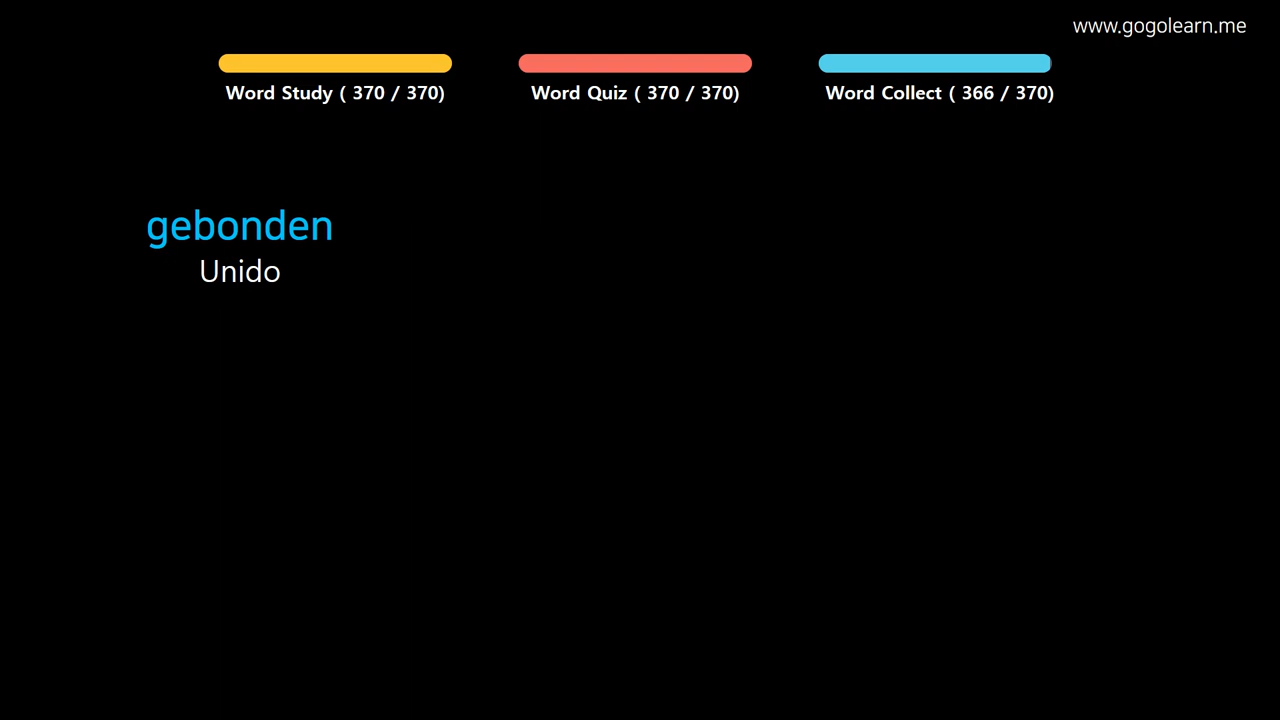 www.gogolearn.me
Word Study ( 370 / 370)
Word Quiz ( 370 / 370)
Word Collect ( 366 / 370)
gebonden
Unido